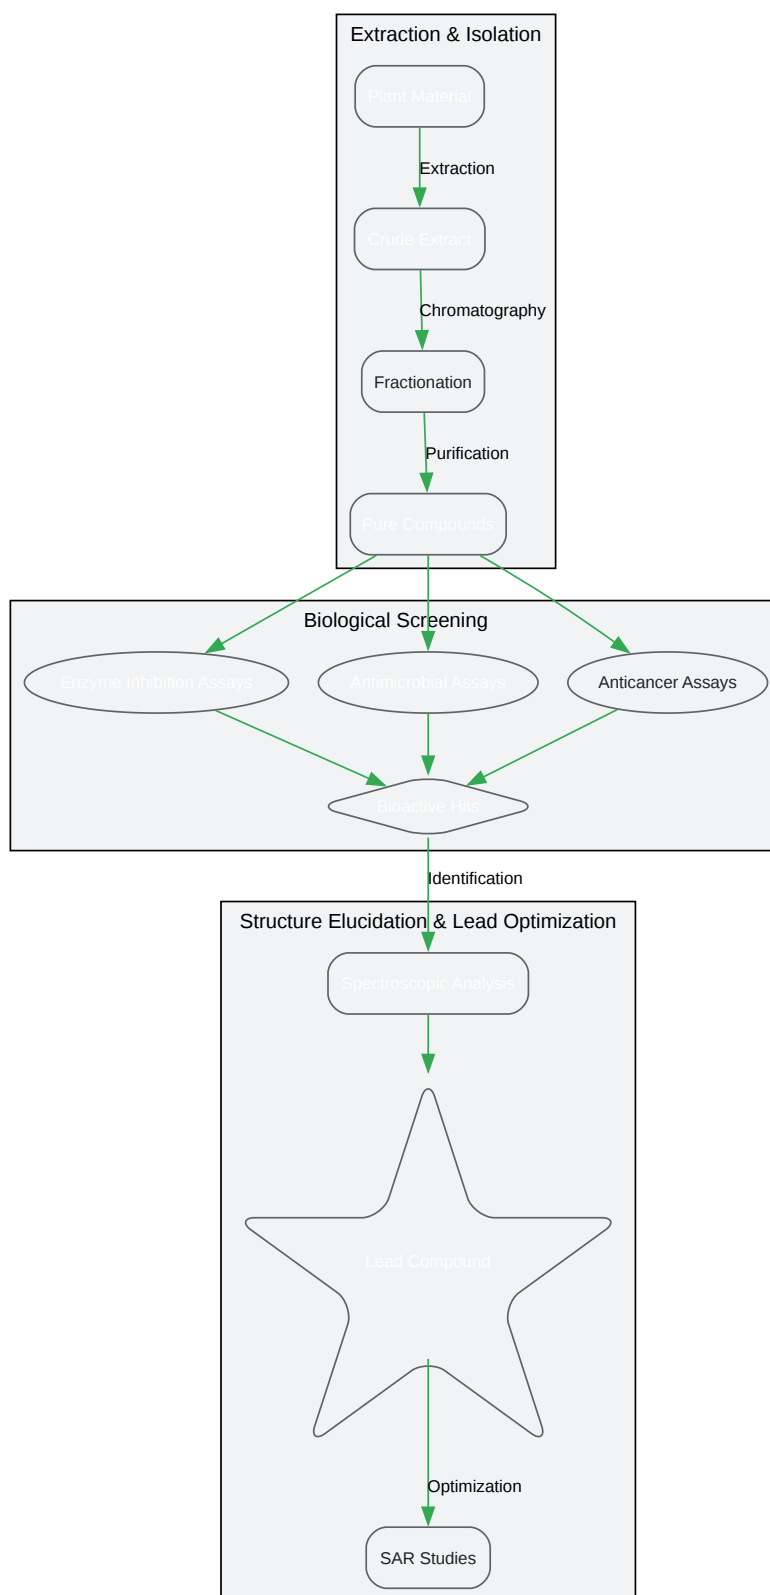 Extraction & Isolation
Plant Material
Extraction
Crude Extract
Chromatography
Fractionation
Purification
Pure Compounds
Biological Screening
Enzyme Inhibition Assays
Antimicrobial Assays
Anticancer Assays
Bioactive Hits
Identification
Structure Elucidation & Lead Optimization
Spectroscopic Analysis
Lead Compound
Optimization
SAR Studies